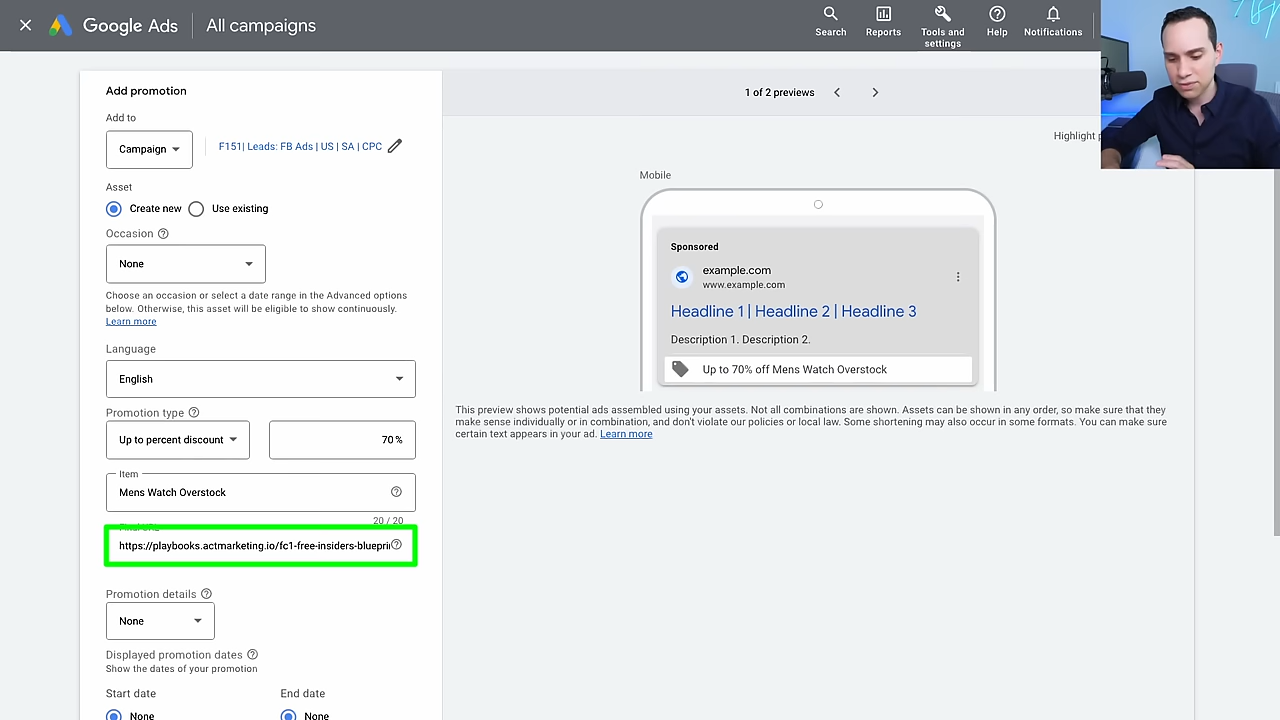 Google Ads
All campaigns
Search
Reports
Tools and settings
Help
Notifications
Add promotion
Add to
Campaign
F151| Leads: FB Ads | US | SA | CPC
Asset
Create new
Use existing
Occasion
None
Choose an occasion or select a date range in the Advanced options
below. Otherwise, this asset will be eligible to show continuously.
Learn more
Language
English
Promotion type
Up to percent discount
70 %
Item
Mens Watch Overstock
20 / 20
Final URL
https://playbooks.actmarketing.io/fc1-free-insiders-bluepri
Promotion details
None
Displayed promotion dates
Show the dates of your promotion
Start date
End date
None
None
1 of 2 previews
Highlight
Mobile
Sponsored
example.com
www.example.com
Headline 1 | Headline 2 | Headline 3
Description 1. Description 2.
Up to 70% off Mens Watch Overstock
This preview shows potential ads assembled using your assets. Not all combinations are shown. Assets can be shown in any order, so make sure that they
make sense individually or in combination, and don't violate our policies or local law. Some shortening may also occur in some formats. You can make sure
certain text appears in your ad. Learn more